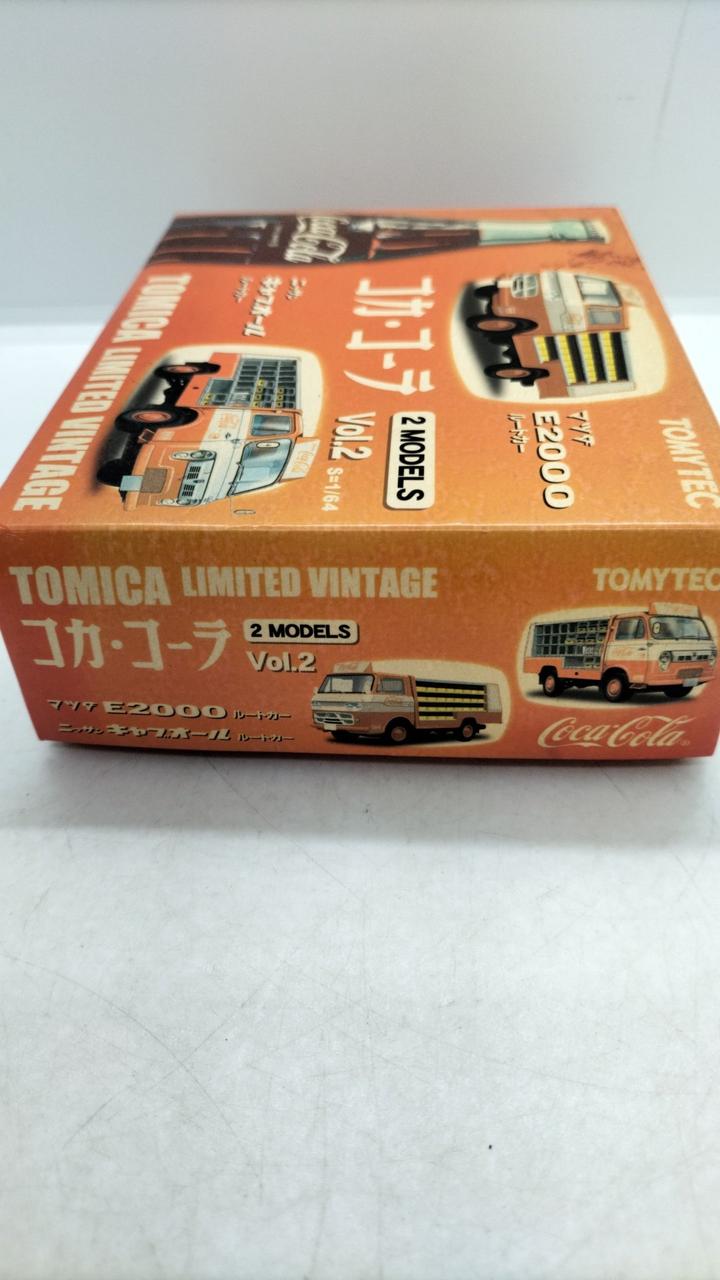 Coca-Cola
コカ・コーラ
Vol.2 S=1/64
2 MODELS
ニッサン
キャブオール
ルートカー
マツダ
E2000
ルートカー
TOMICA LIMITED VINTAGE
TOMYTEC
TOMICA LIMITED VINTAGE
TOMYTEC
コカ・コーラ
2 MODELS
Vol.2
マツダ E2000 ルートカー
ニッサン キャブオール ルートカー
Coca-Cola®